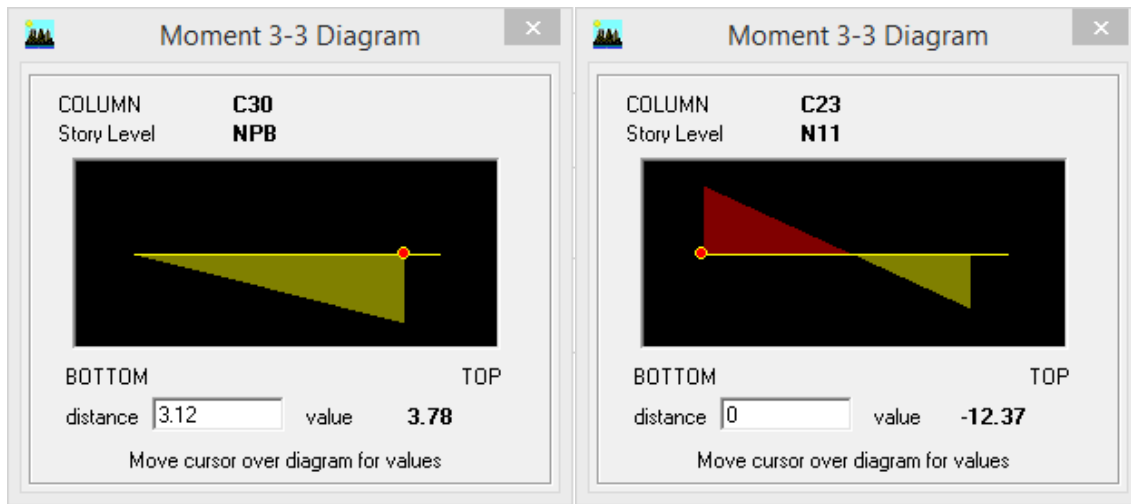 Moment 3-3 Diagram
COLUMN C30
Story Level NPB
BOTTOM TOP
distance 3.12 value 3.78
Move cursor over diagram for values
Moment 3-3 Diagram
COLUMN C23
Story Level N11
BOTTOM TOP
distance 0 value -12.37
Move cursor over diagram for values